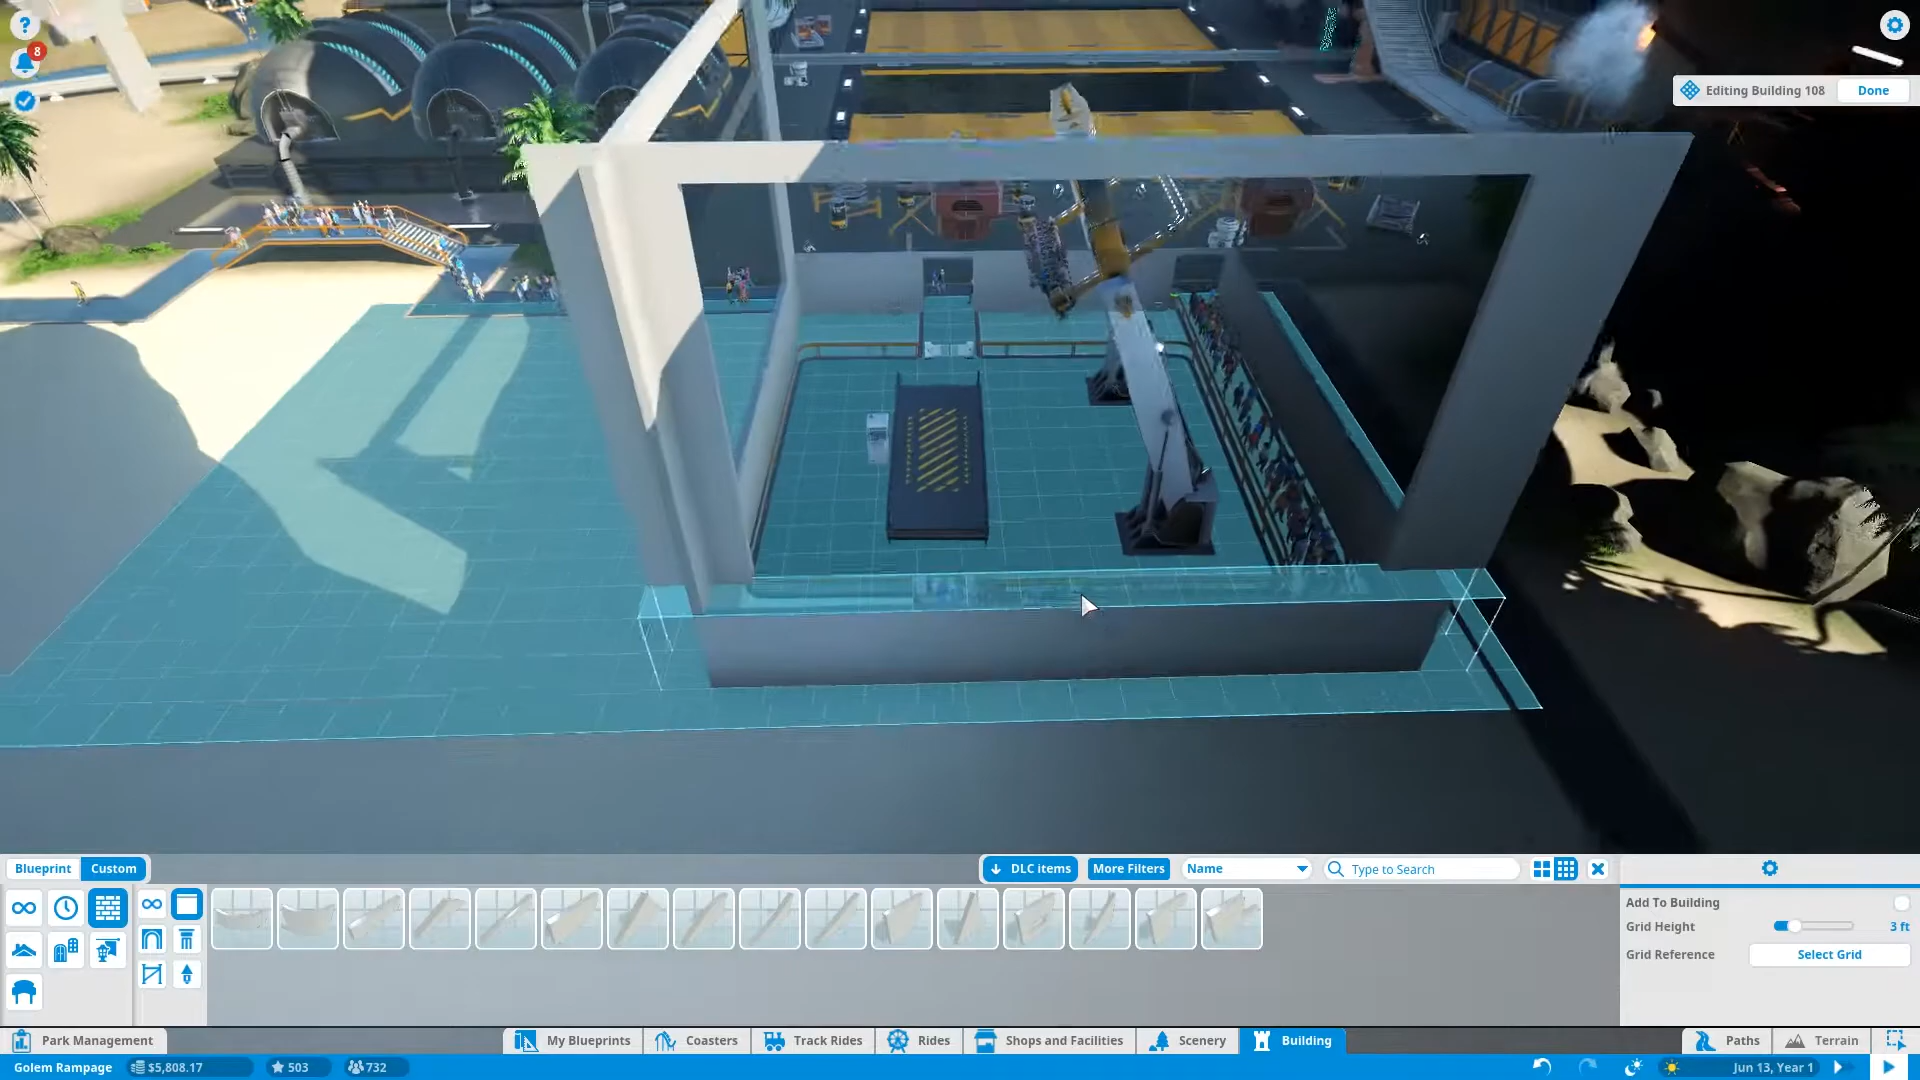 ?
8
Editing Building 108
Done
Blueprint
Custom
DLC items
More Filters
Name
Type to Search
Add To Building
Grid Height
3 ft
Grid Reference
Select Grid
Park Management
My Blueprints
Coasters
Track Rides
Rides
Shops and Facilities
Scenery
Building
Paths
Terrain
Golem Rampage
$5,808.17
503
732
Jun 13, Year 1